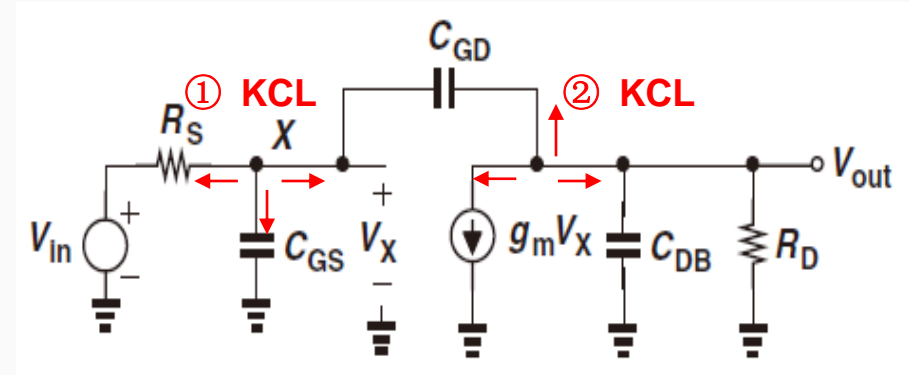 C_GD
① KCL
② KCL
R_S
X
V_out
+
+
V_in
C_GS
V_X
g_mV_X
C_DB
R_D
−
−